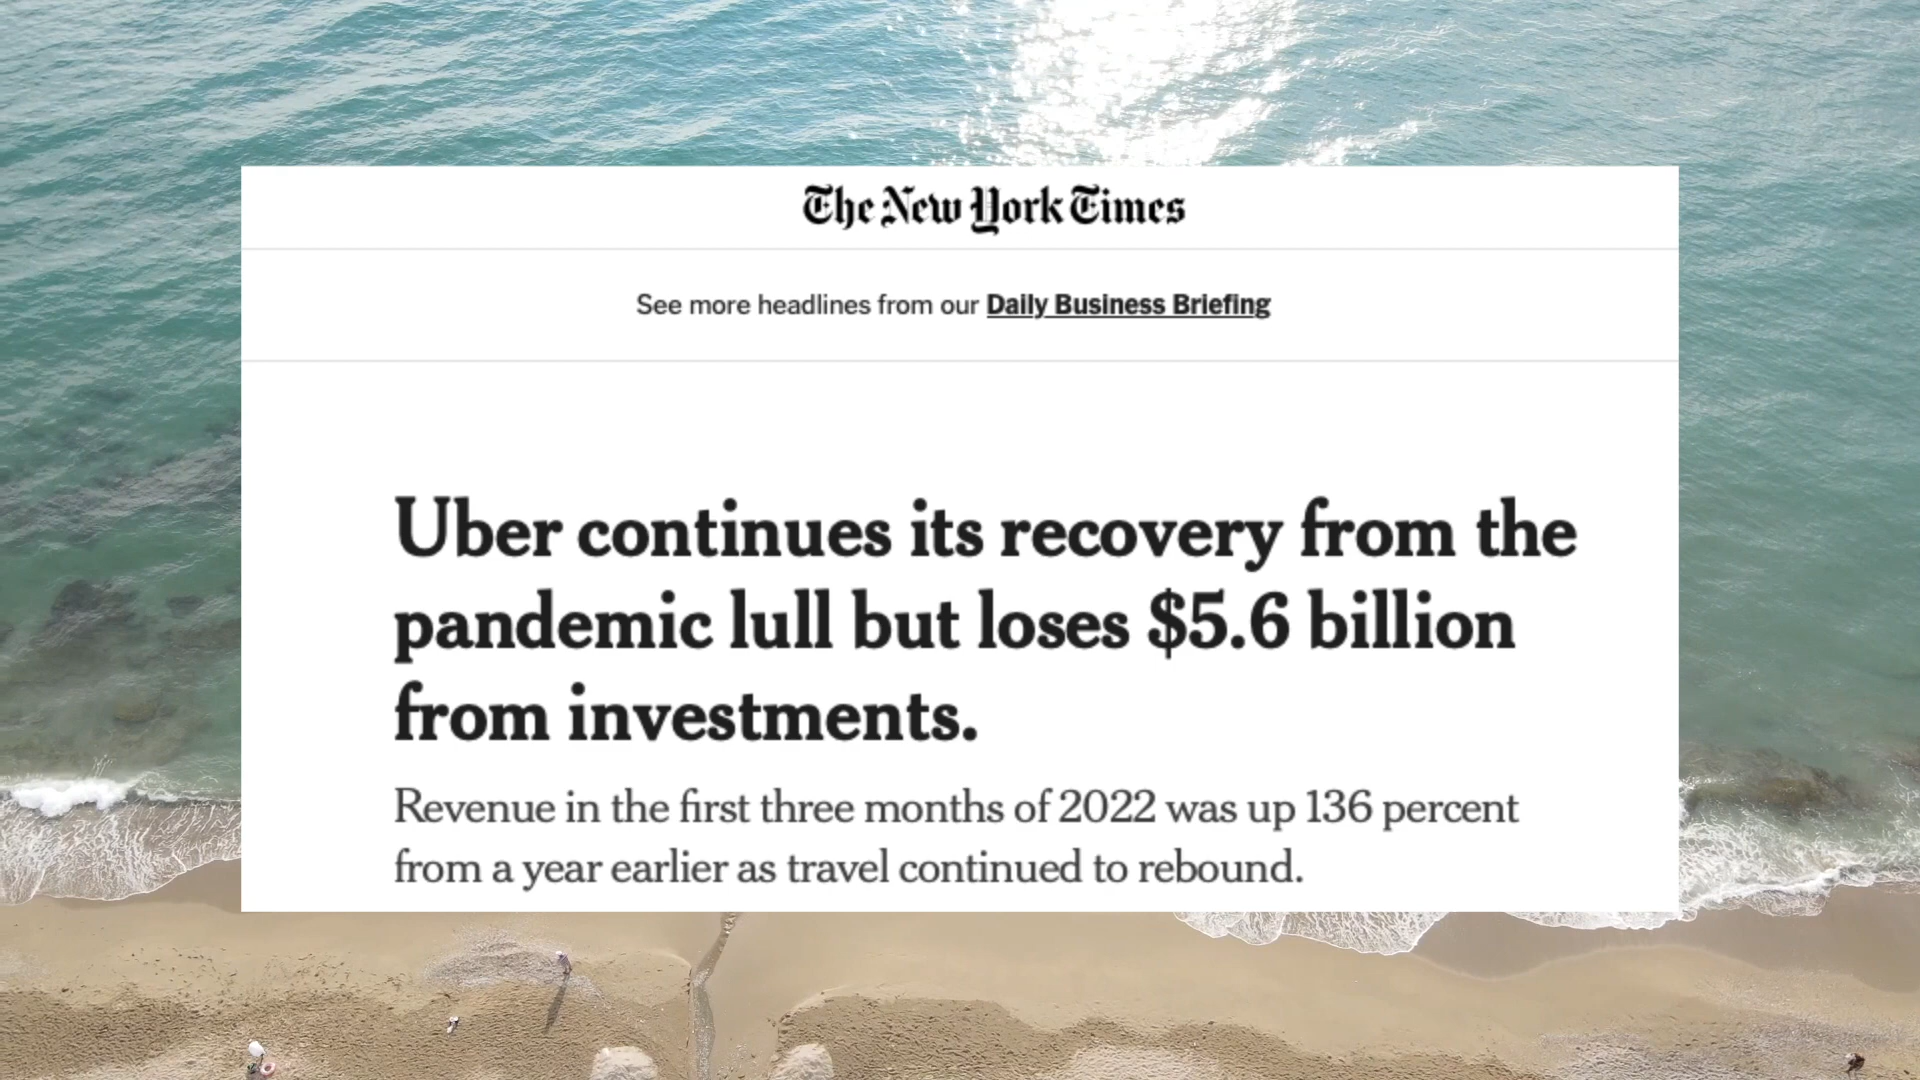 The New York Times
See more headlines from our Daily Business Briefing
Uber continues its recovery from the
pandemic lull but loses $5.6 billion
from investments.
Revenue in the first three months of 2022 was up 136 percent
from a year earlier as travel continued to rebound.